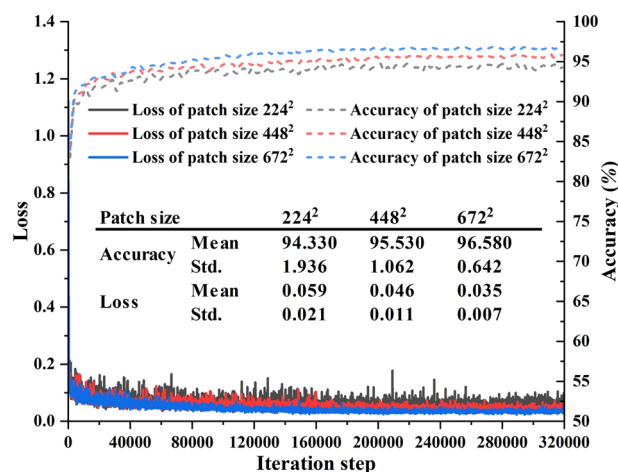 1.4
1.2
1.0
0.8
0.6
0.4
0.2
0.0
Loss
100
95
90
85
80
75
70
65
60
55
50
Accuracy (%)
Loss of patch size 224² Accuracy of patch size 224²
Loss of patch size 448² Accuracy of patch size 448²
Loss of patch size 672² Accuracy of patch size 672²
Patch size 224² 448² 672²
Accuracy Mean 94.330 95.530 96.580
Std. 1.936 1.062 0.642
Loss Mean 0.059 0.046 0.035
Std. 0.021 0.011 0.007
0 40000 80000 120000 160000 200000 240000 280000 320000
Iteration step